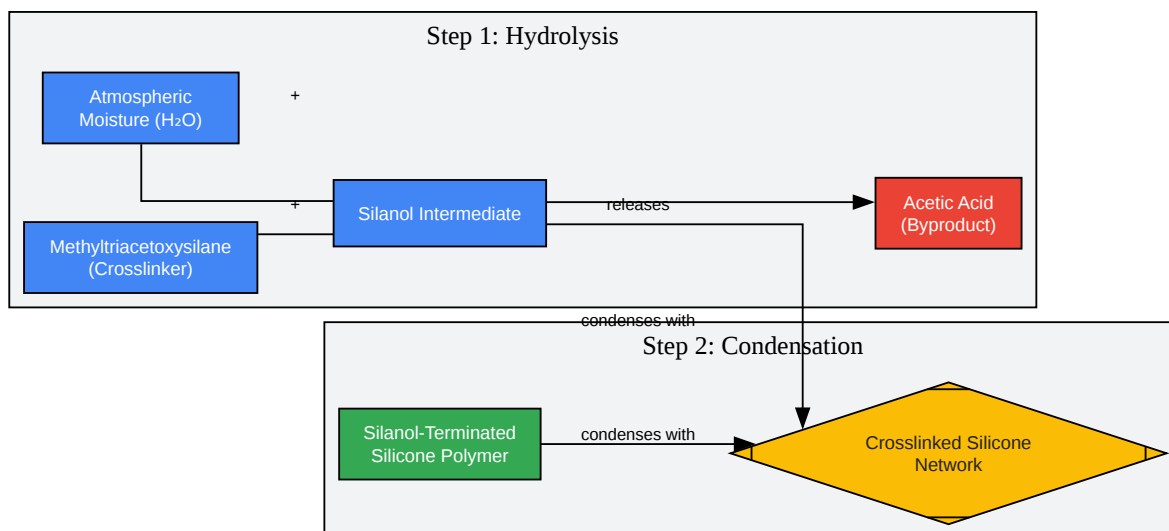 Step 1: Hydrolysis
Atmospheric
Moisture (H₂O)
+
Methyltriacetoxysilane
(Crosslinker)
+
Silanol Intermediate
releases
Acetic Acid
(Byproduct)
condenses with
Step 2: Condensation
Silanol-Terminated
Silicone Polymer
condenses with
Crosslinked Silicone
Network